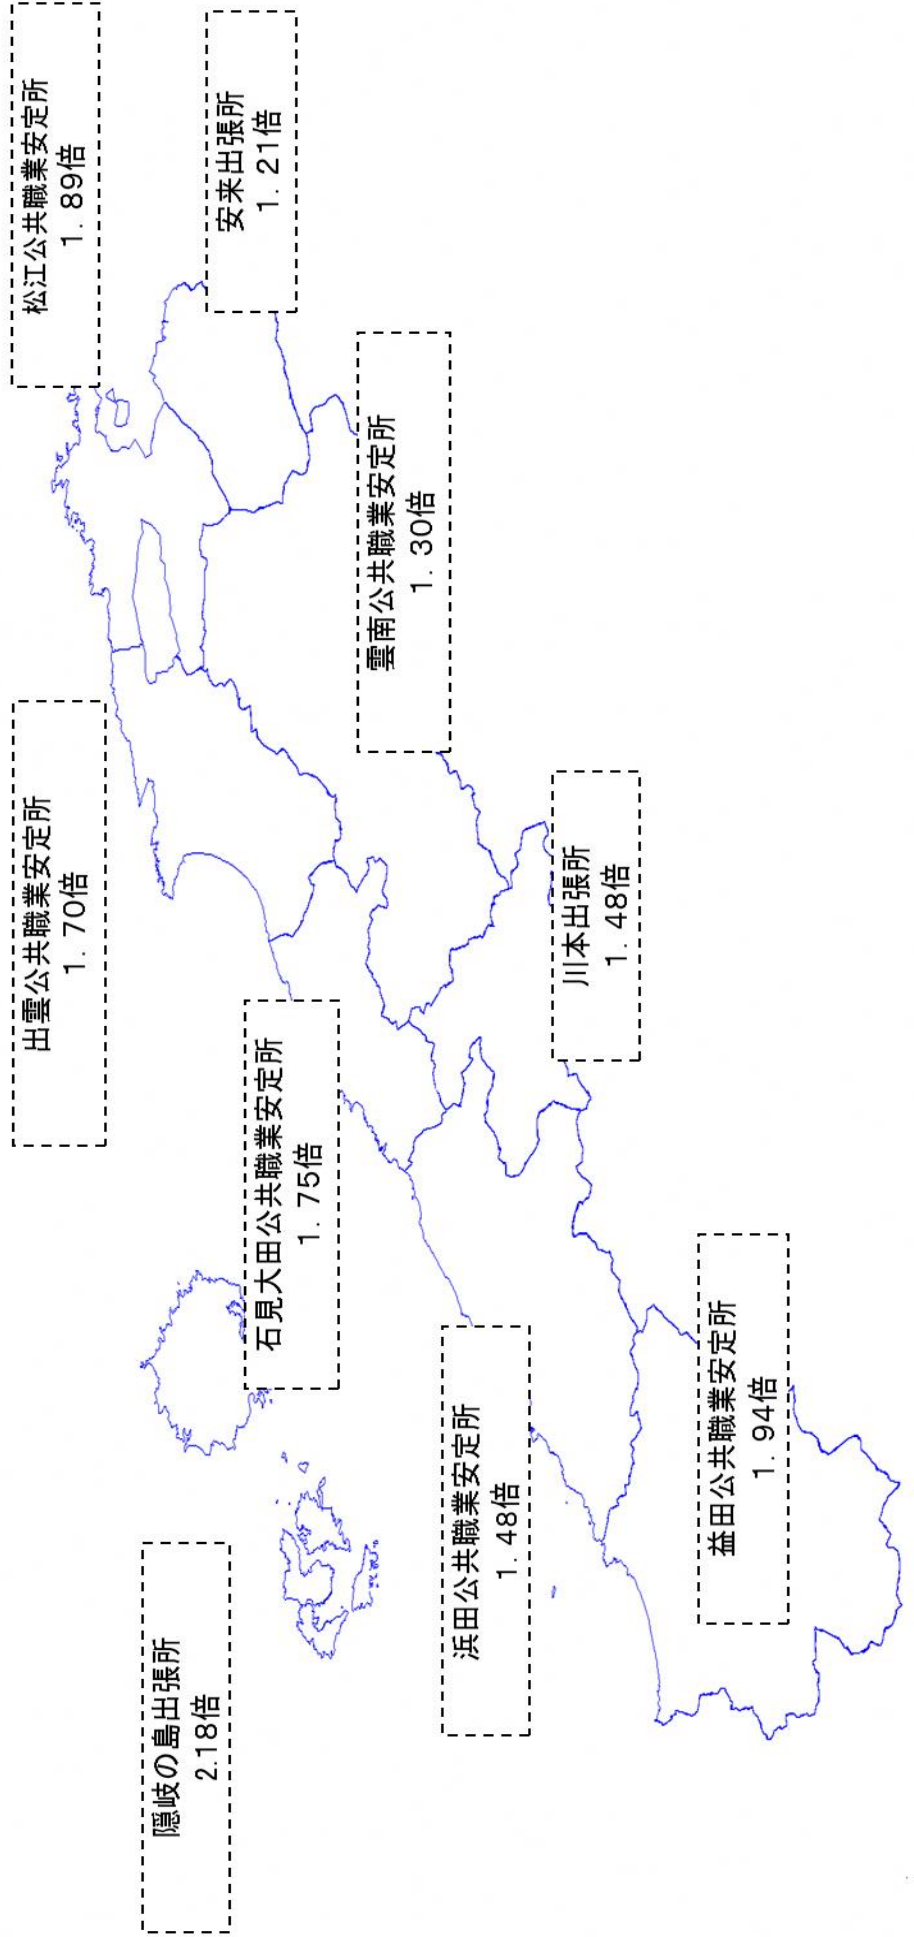 隠岐の島出張所
2.18倍
出雲公共職業安定所
1．70倍
松江公共職業安定所
1．89倍
安来出張所
1．21倍
石見大田公共職業安定所
1．75倍
雲南公共職業安定所
1．30倍
浜田公共職業安定所
1．48倍
川本出張所
1．48倍
益田公共職業安定所
1．94倍